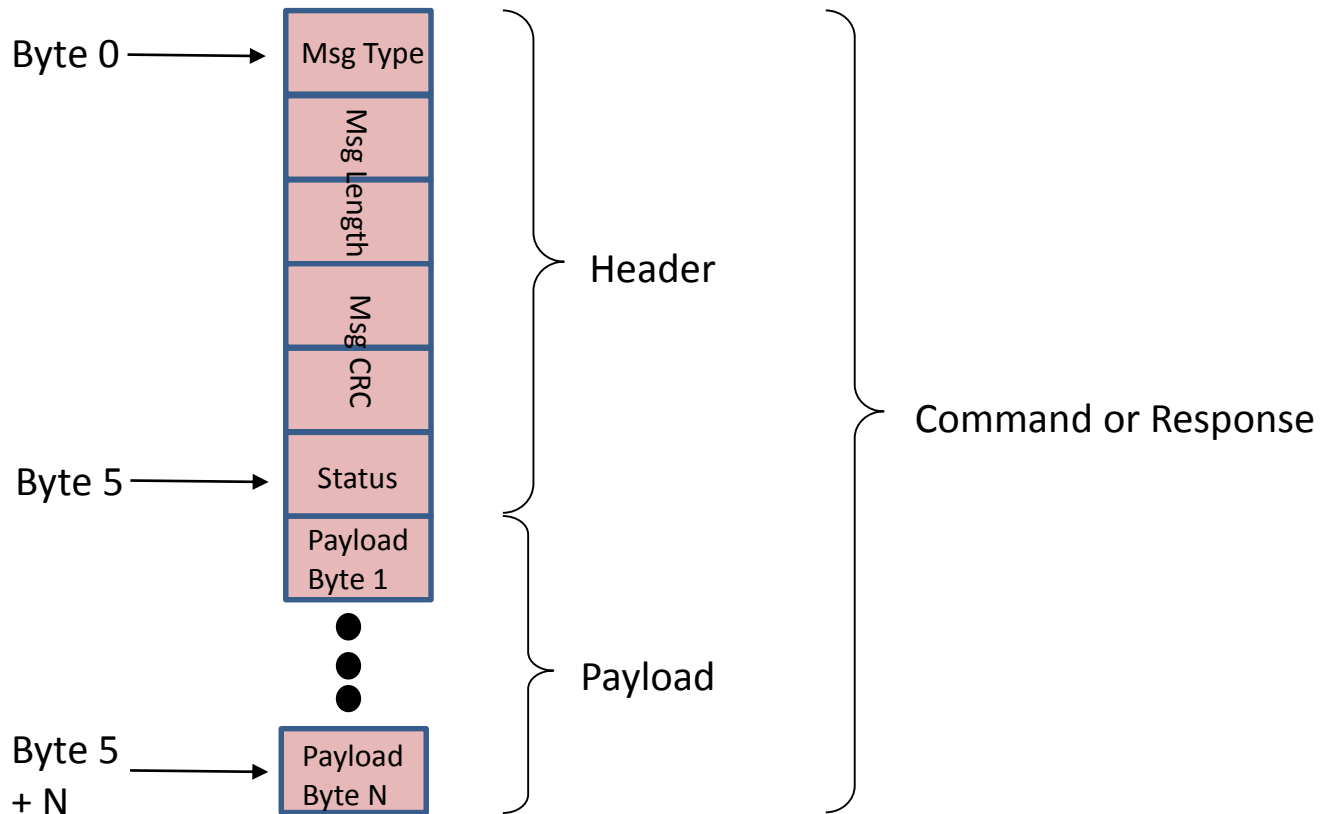 Byte 0
Msg Type
Msg Length
Header
Msg CRC
Command or Response
Byte 5
Status
Payload
Byte 1
Payload
Byte 5
+ N
Payload
Byte N